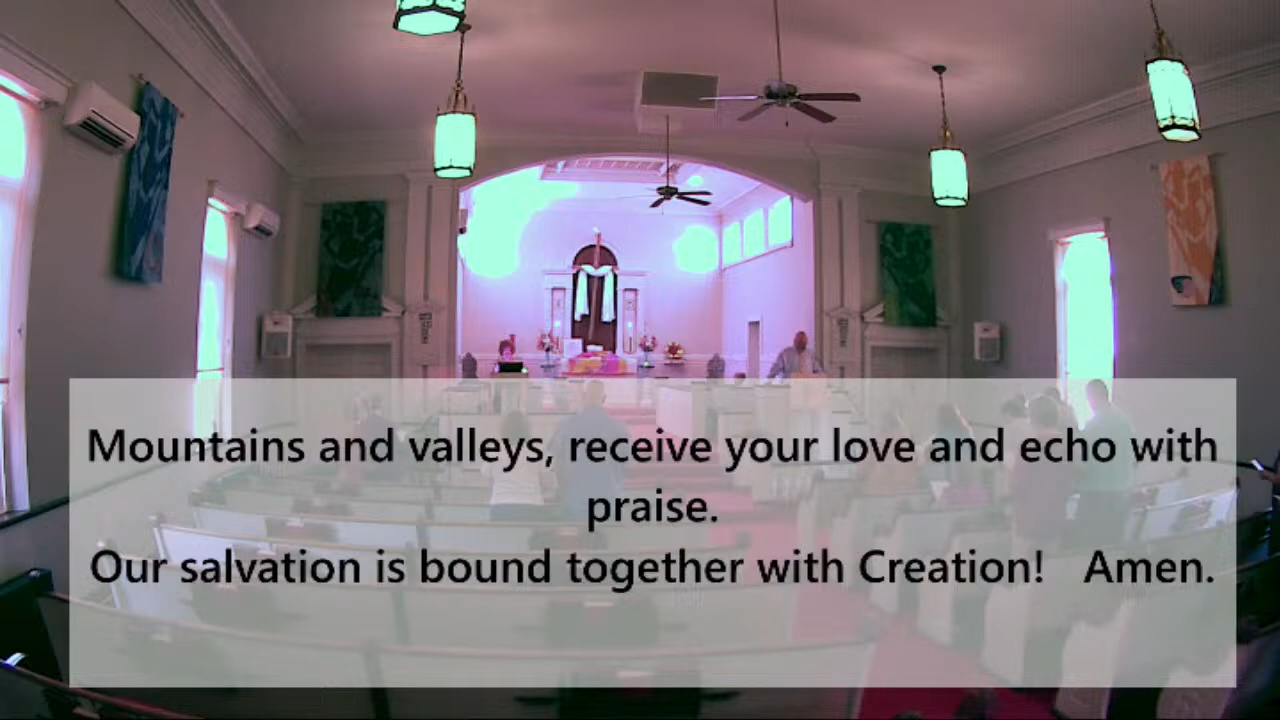 Mountains and valleys, receive your love and echo with
praise.
Our salvation is bound together with Creation! Amen.